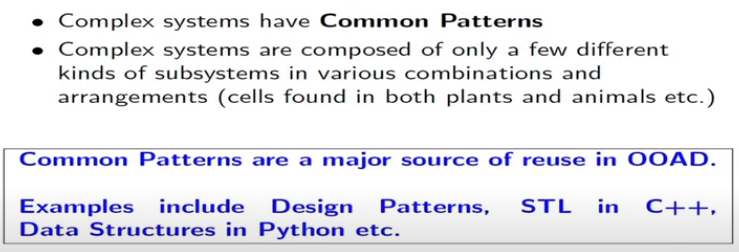 • Complex systems have Common Patterns
• Complex systems are composed of only a few different
kinds of subsystems in various combinations and
arrangements (cells found in both plants and animals etc.)
Common Patterns are a major source of reuse in OOAD.
Examples include Design Patterns, STL in C++,
Data Structures in Python etc.